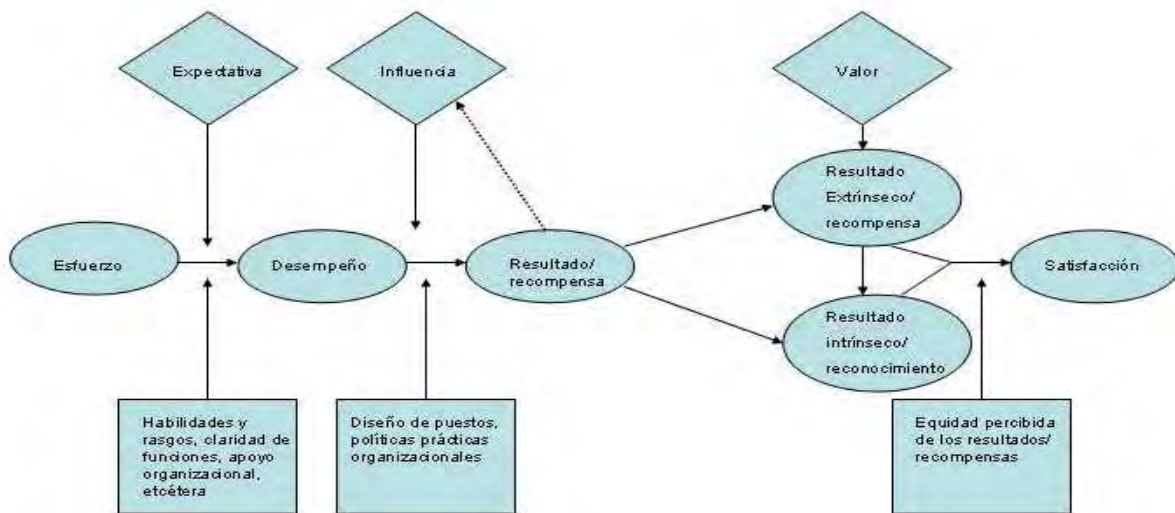 Expectativa
Influencia
Valor
Esfuerzo
Desempeño
Resultado/
recompensa
Resultado
Extrínseco/
recompensa
Resultado
intrínseco/
reconocimiento
Satisfacción
Habilidades y
rasgos, claridad de
funciones, apoyo
organizacional,
etcétera
Diseño de puestos,
políticas prácticas
organizacionales
Equidad percibida
de los resultados/
recompensas